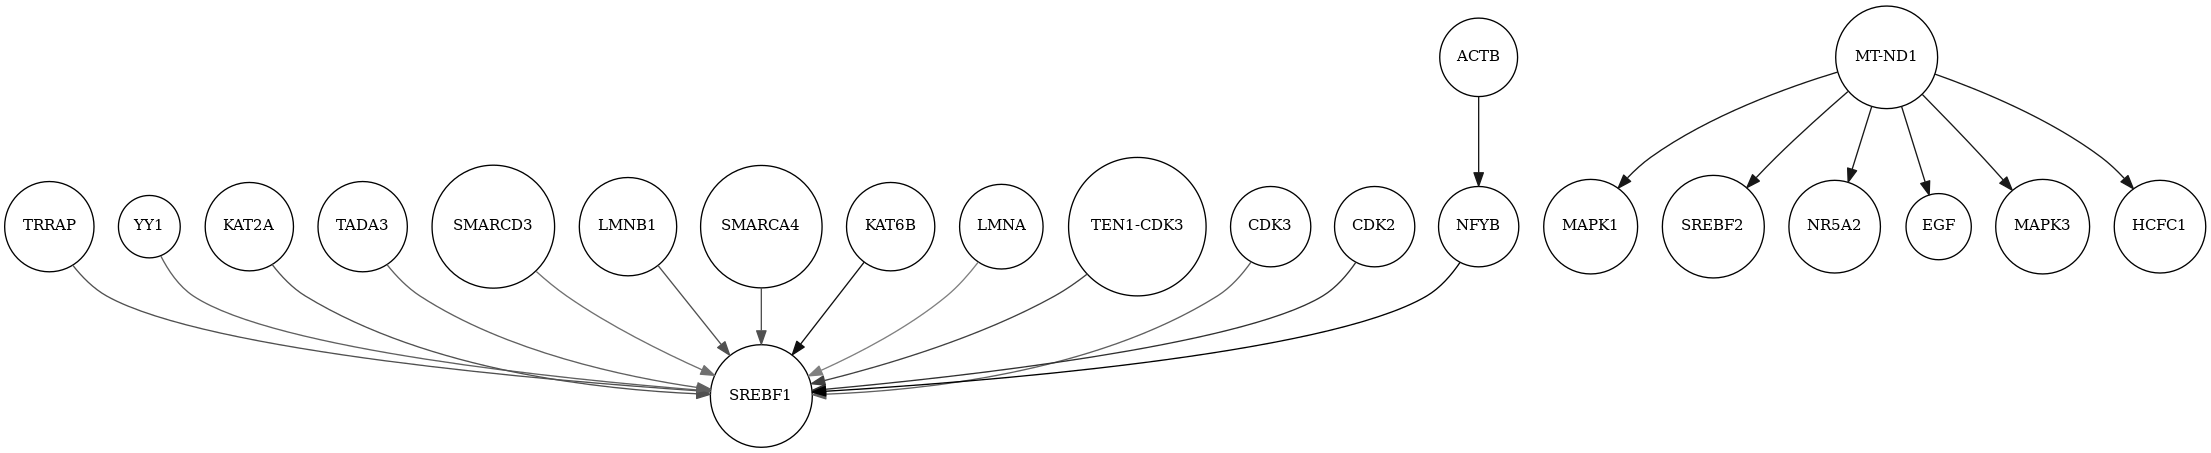 ACTB
MT-ND1
TRRAP
YY1
KAT2A
TADA3
SMARCD3
LMNB1
SMARCA4
KAT6B
LMNA
TEN1-CDK3
CDK3
CDK2
NFYB
MAPK1
SREBF2
NR5A2
EGF
MAPK3
HCFC1
SREBF1